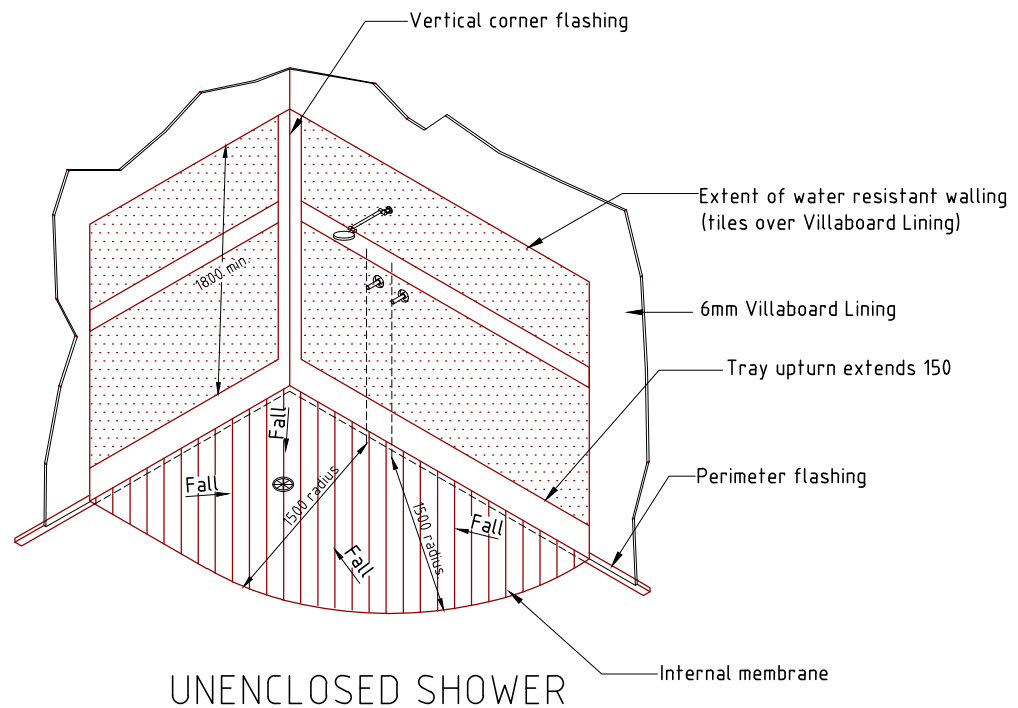 Vertical corner flashing
Extent of water resistant walling
(tiles over Villaboard Lining)
1800 min
6mm Villaboard Lining
Tray upturn extends 150
Fall
Fall
1500 radius
1500 radius
Fall
Fall
Perimeter flashing
Internal membrane
UNENCLOSED SHOWER